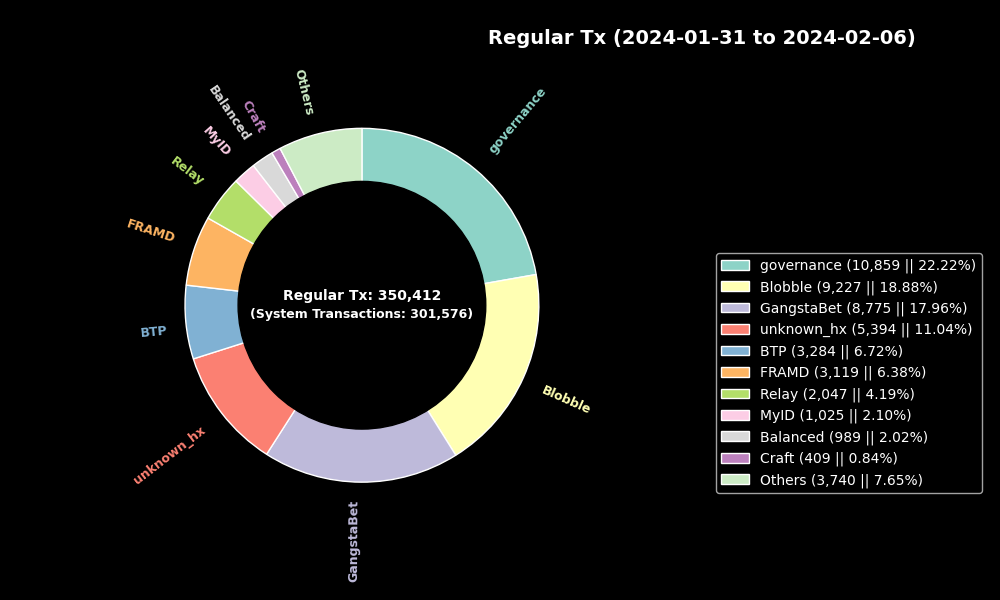 Regular Tx (2024-01-31 to 2024-02-06)
governance
Blobble
GangstaBet
unknown_hx
BTP
FRAMD
Relay
MyID
Balanced
Craft
Others
Regular Tx: 350,412
(System Transactions: 301,576)
governance (10,859 || 22.22%)
Blobble (9,227 || 18.88%)
GangstaBet (8,775 || 17.96%)
unknown_hx (5,394 || 11.04%)
BTP (3,284 || 6.72%)
FRAMD (3,119 || 6.38%)
Relay (2,047 || 4.19%)
MyID (1,025 || 2.10%)
Balanced (989 || 2.02%)
Craft (409 || 0.84%)
Others (3,740 || 7.65%)